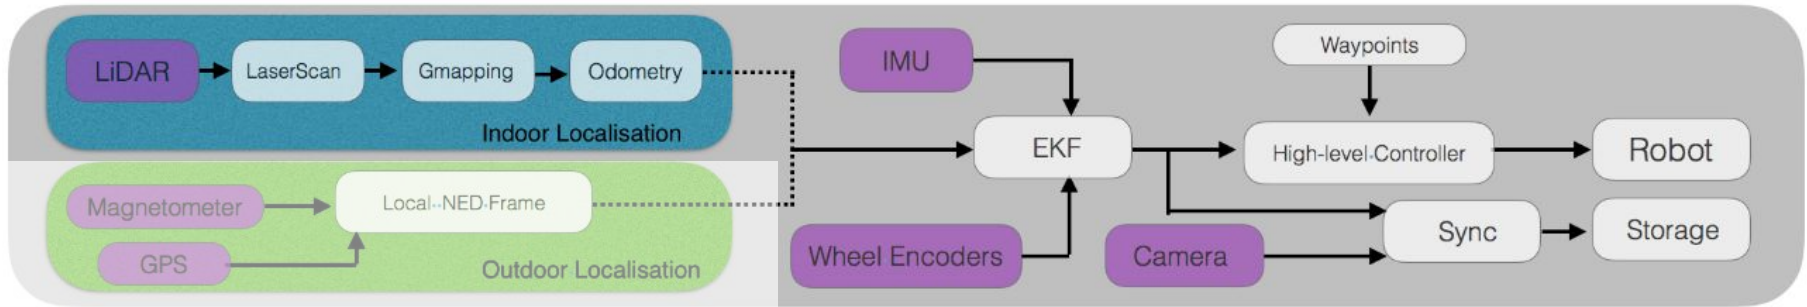 LiDAR
LaserScan
Gmapping
Odometry
Indoor Localisation
Magnetometer
Local NED Frame
GPS
Outdoor Localisation
IMU
Waypoints
EKF
High-level Controller
Robot
Wheel Encoders
Camera
Sync
Storage